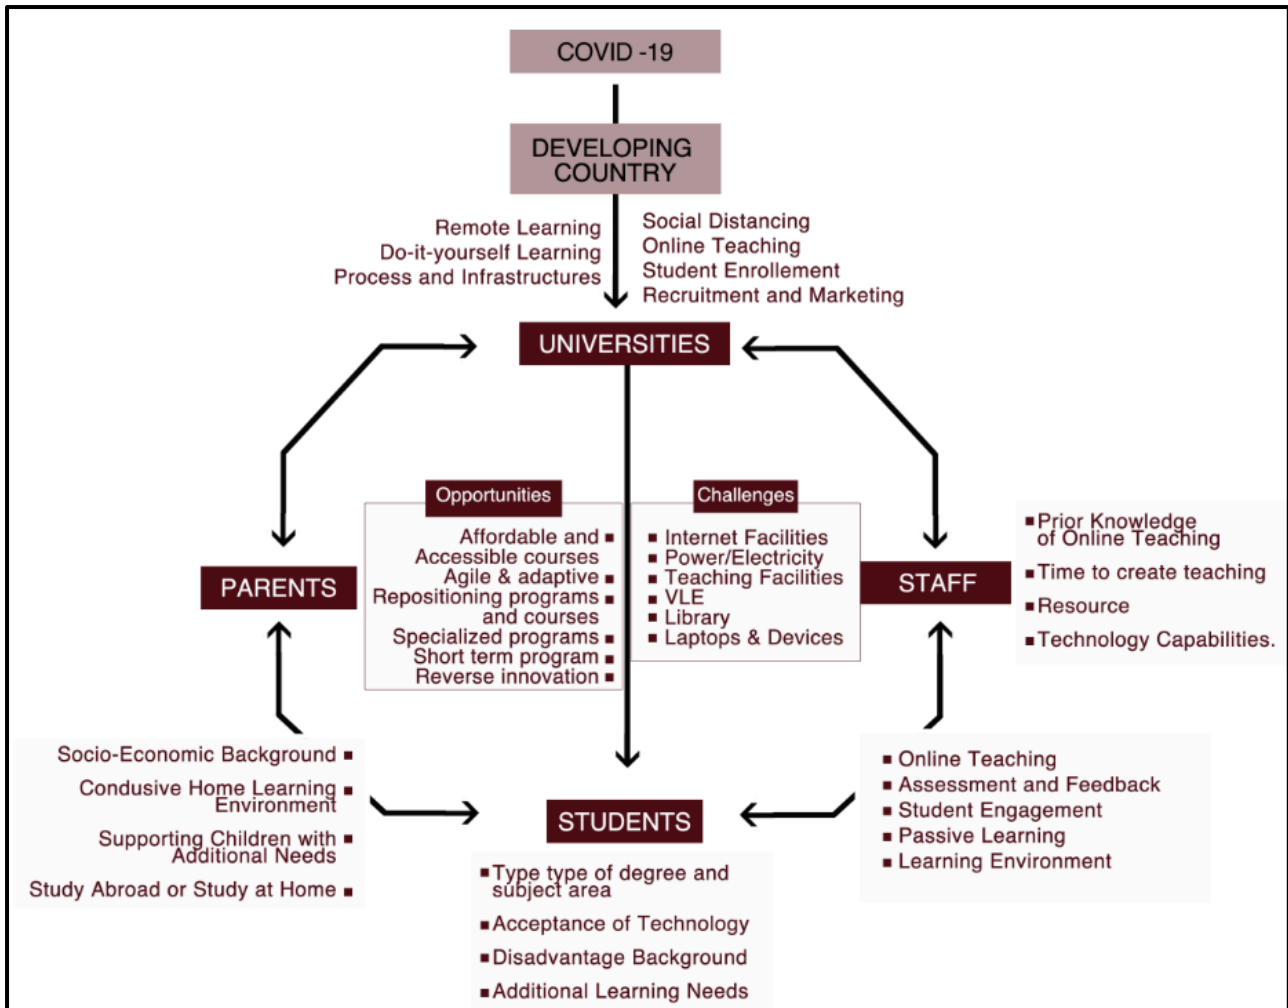 COVID -19
DEVELOPING
COUNTRY
Remote Learning
Do-it-yourself Learning
Process and Infrastructures
Social Distancing
Online Teaching
Student Enrollement
Recruitment and Marketing
UNIVERSITIES
Opportunities
Affordable and
Accessible courses
Agile & adaptive
Repositioning programs
and courses
Specialized programs
Short term program
Reverse innovation
Challenges
Internet Facilities
Power/Electricity
Teaching Facilities
VLE
Library
Laptops & Devices
PARENTS
STAFF
Prior Knowledge
of Online Teaching
Time to create teaching
Resource
Technology Capabilities.
Socio-Economic Background
Condusive Home Learning
Environment
Supporting Children with
Additional Needs
Study Abroad or Study at Home
STUDENTS
Type type of degree and
subject area
Acceptance of Technology
Disadvantage Background
Additional Learning Needs
Online Teaching
Assessment and Feedback
Student Engagement
Passive Learning
Learning Environment